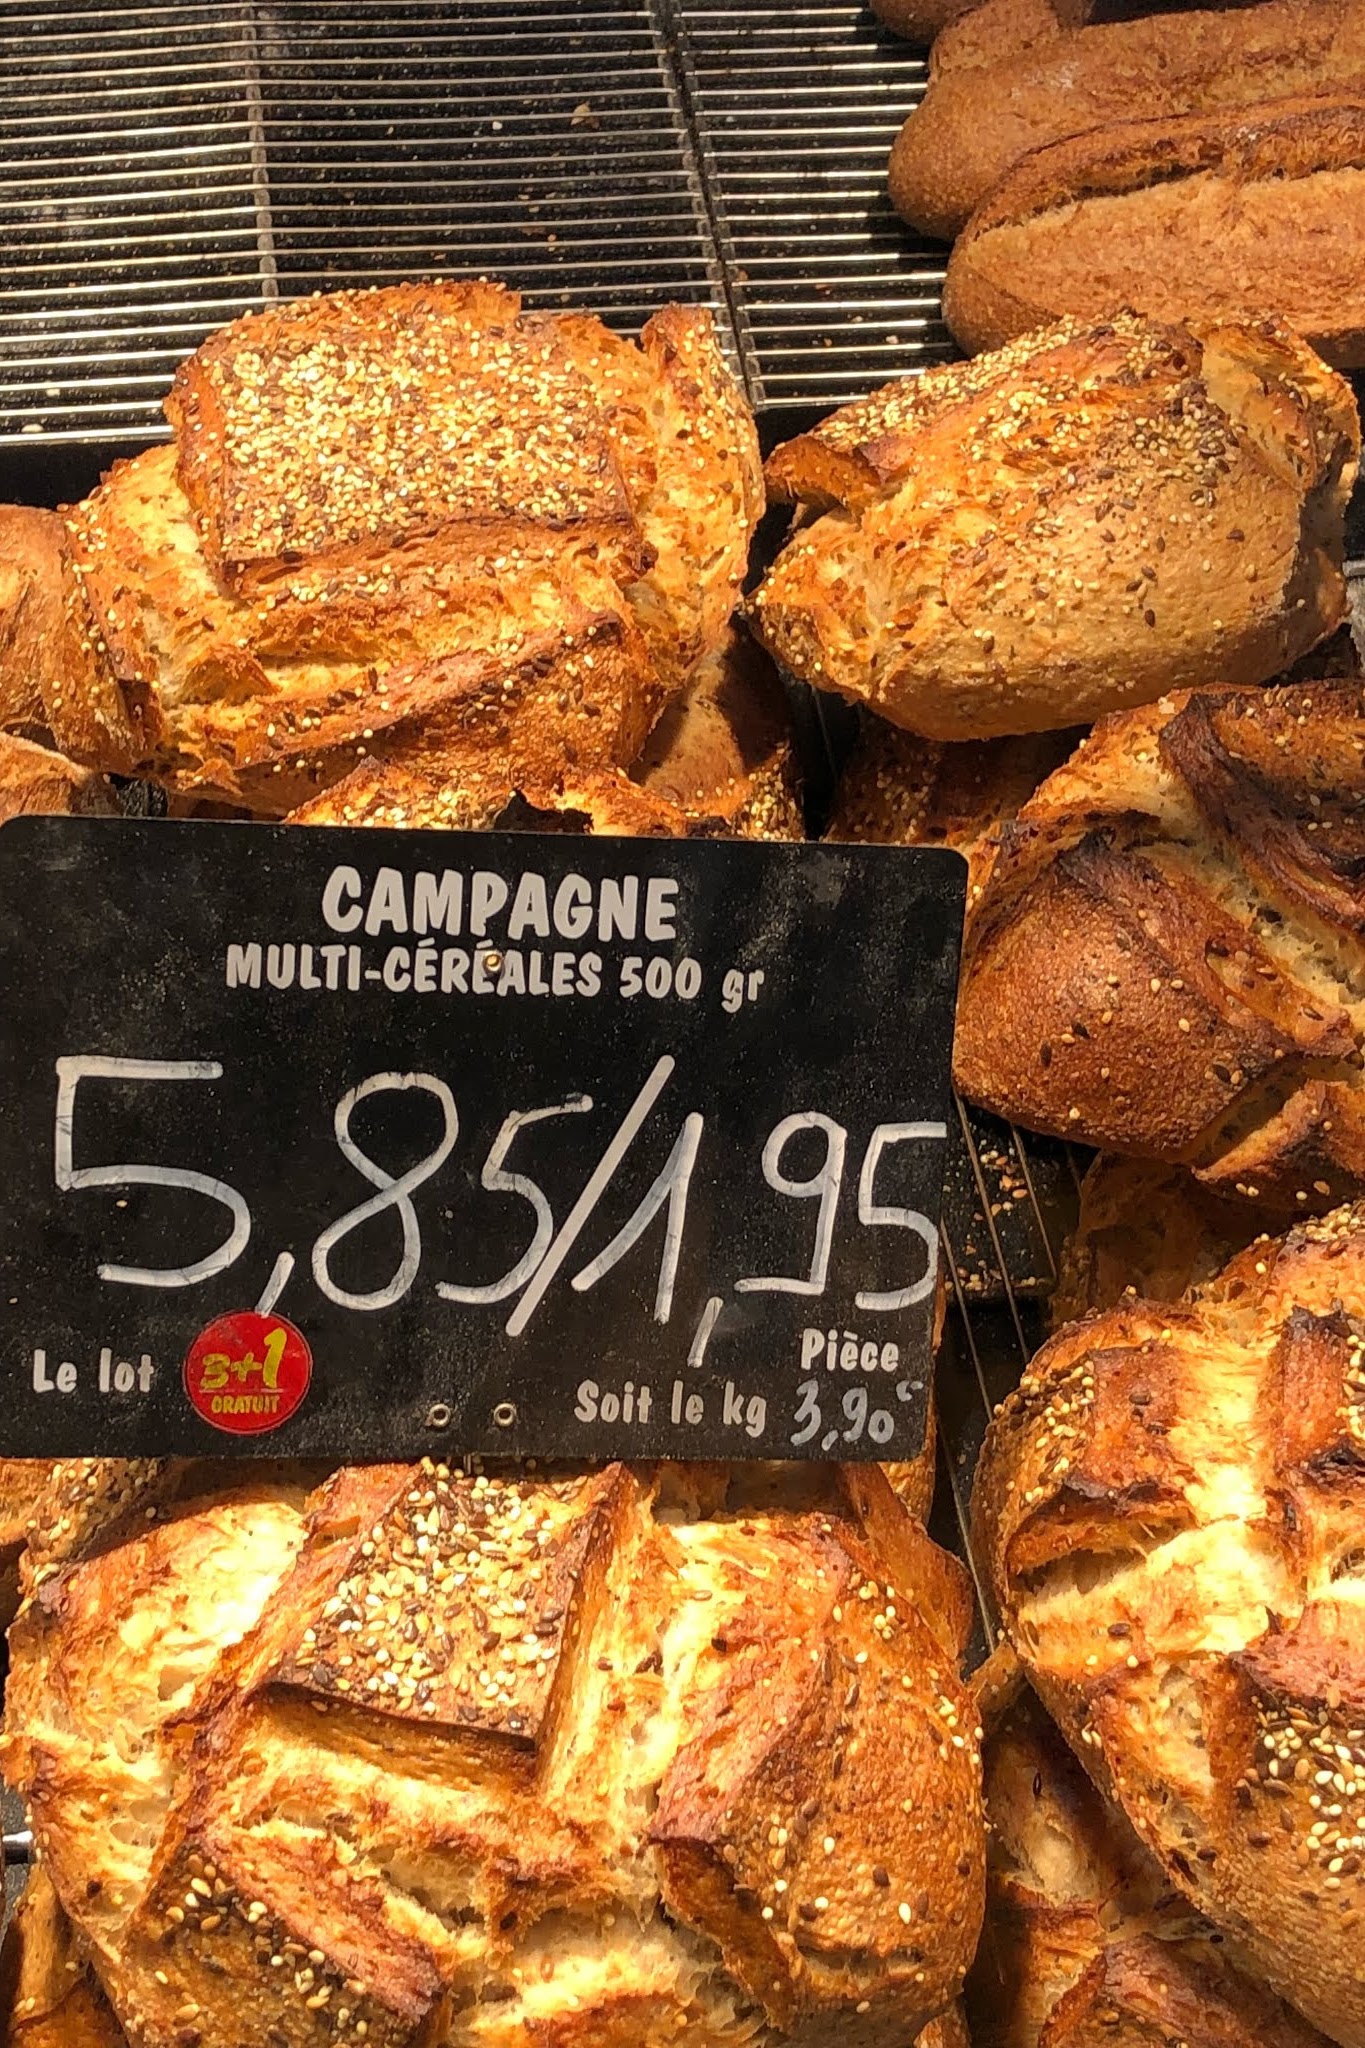 CAMPAGNE
MULTI-CÉRÉALES 500 gr
5,85/1,95
Pièce
Le lot
3+1
GRATUIT
Soit le kg 3,90€